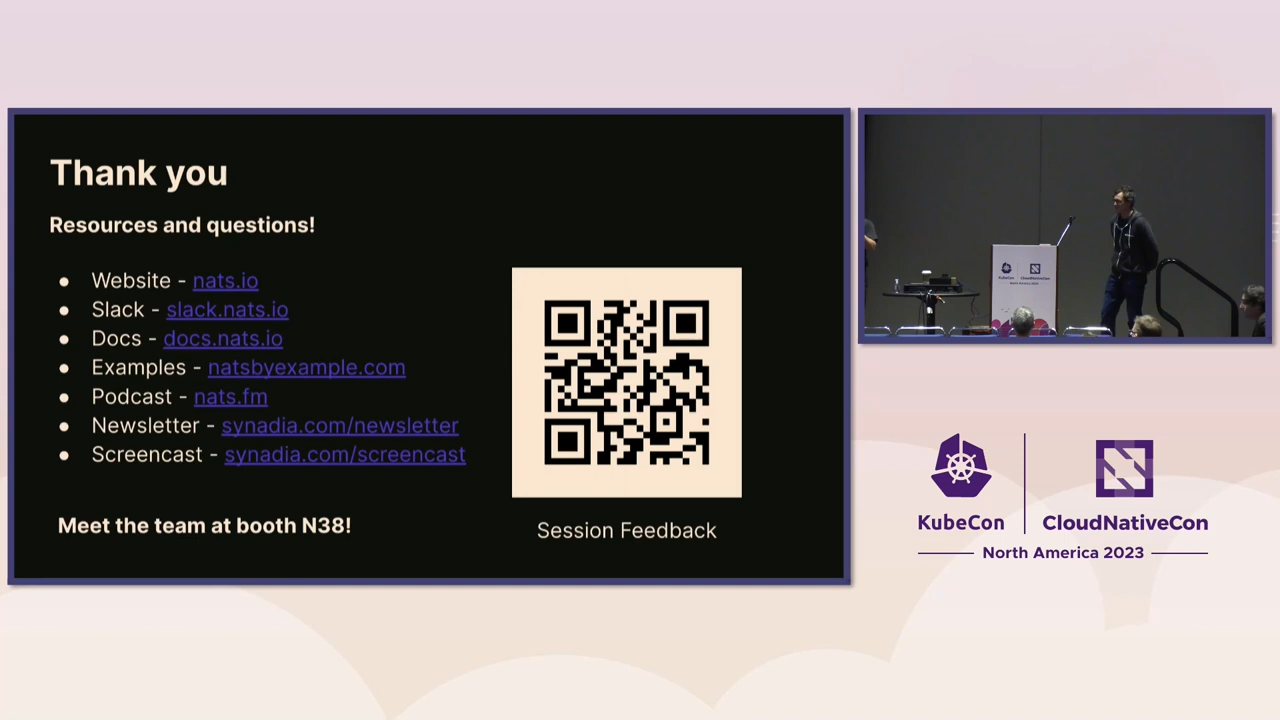 Thank you
Resources and questions!
● Website - nats.io
● Slack - slack.nats.io
● Docs - docs.nats.io
● Examples - natsbyexample.com
● Podcast - nats.fm
● Newsletter - synadia.com/newsletter
● Screencast - synadia.com/screencast
Meet the team at booth N38!
Session Feedback
KubeCon
CloudNativeCon
KubeCon
CloudNativeCon
North America 2023